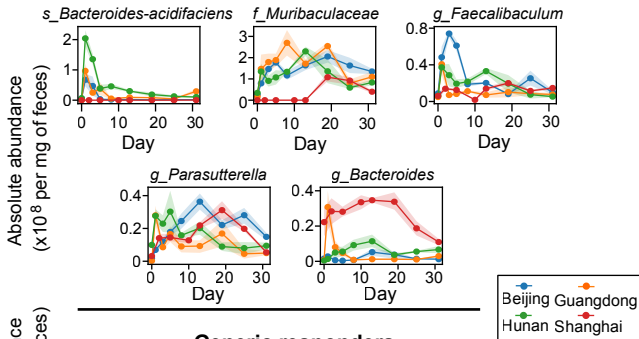 s_Bacteroides-acidifaciens f_Muribaculaceae g_Faecalibaculum
2
1
0
3
2
1
0
0.8
0.4
0
0 10 20 30
0 10 20 30
0 10 20 30
Day Day Day
Absolute abundance
(x10⁸ per mg of feces)
g_Parasutterella g_Bacteroides
0.4
0.2
0
0.4
0.2
0
0 10 20 30
0 10 20 30
Day Day
Beijing Guangdong
Hunan Shanghai